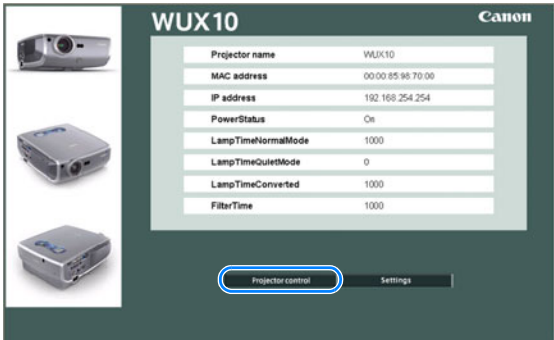 WUX10
Canon
Projector name WUX10
MAC address 00:00:85:98:70:00
IP address 192.168.254.254
PowerStatus On
LampTimeNormalMode 1000
LampTimeQuietMode 0
LampTimeConverted 1000
FilterTime 1000
Projector control Settings